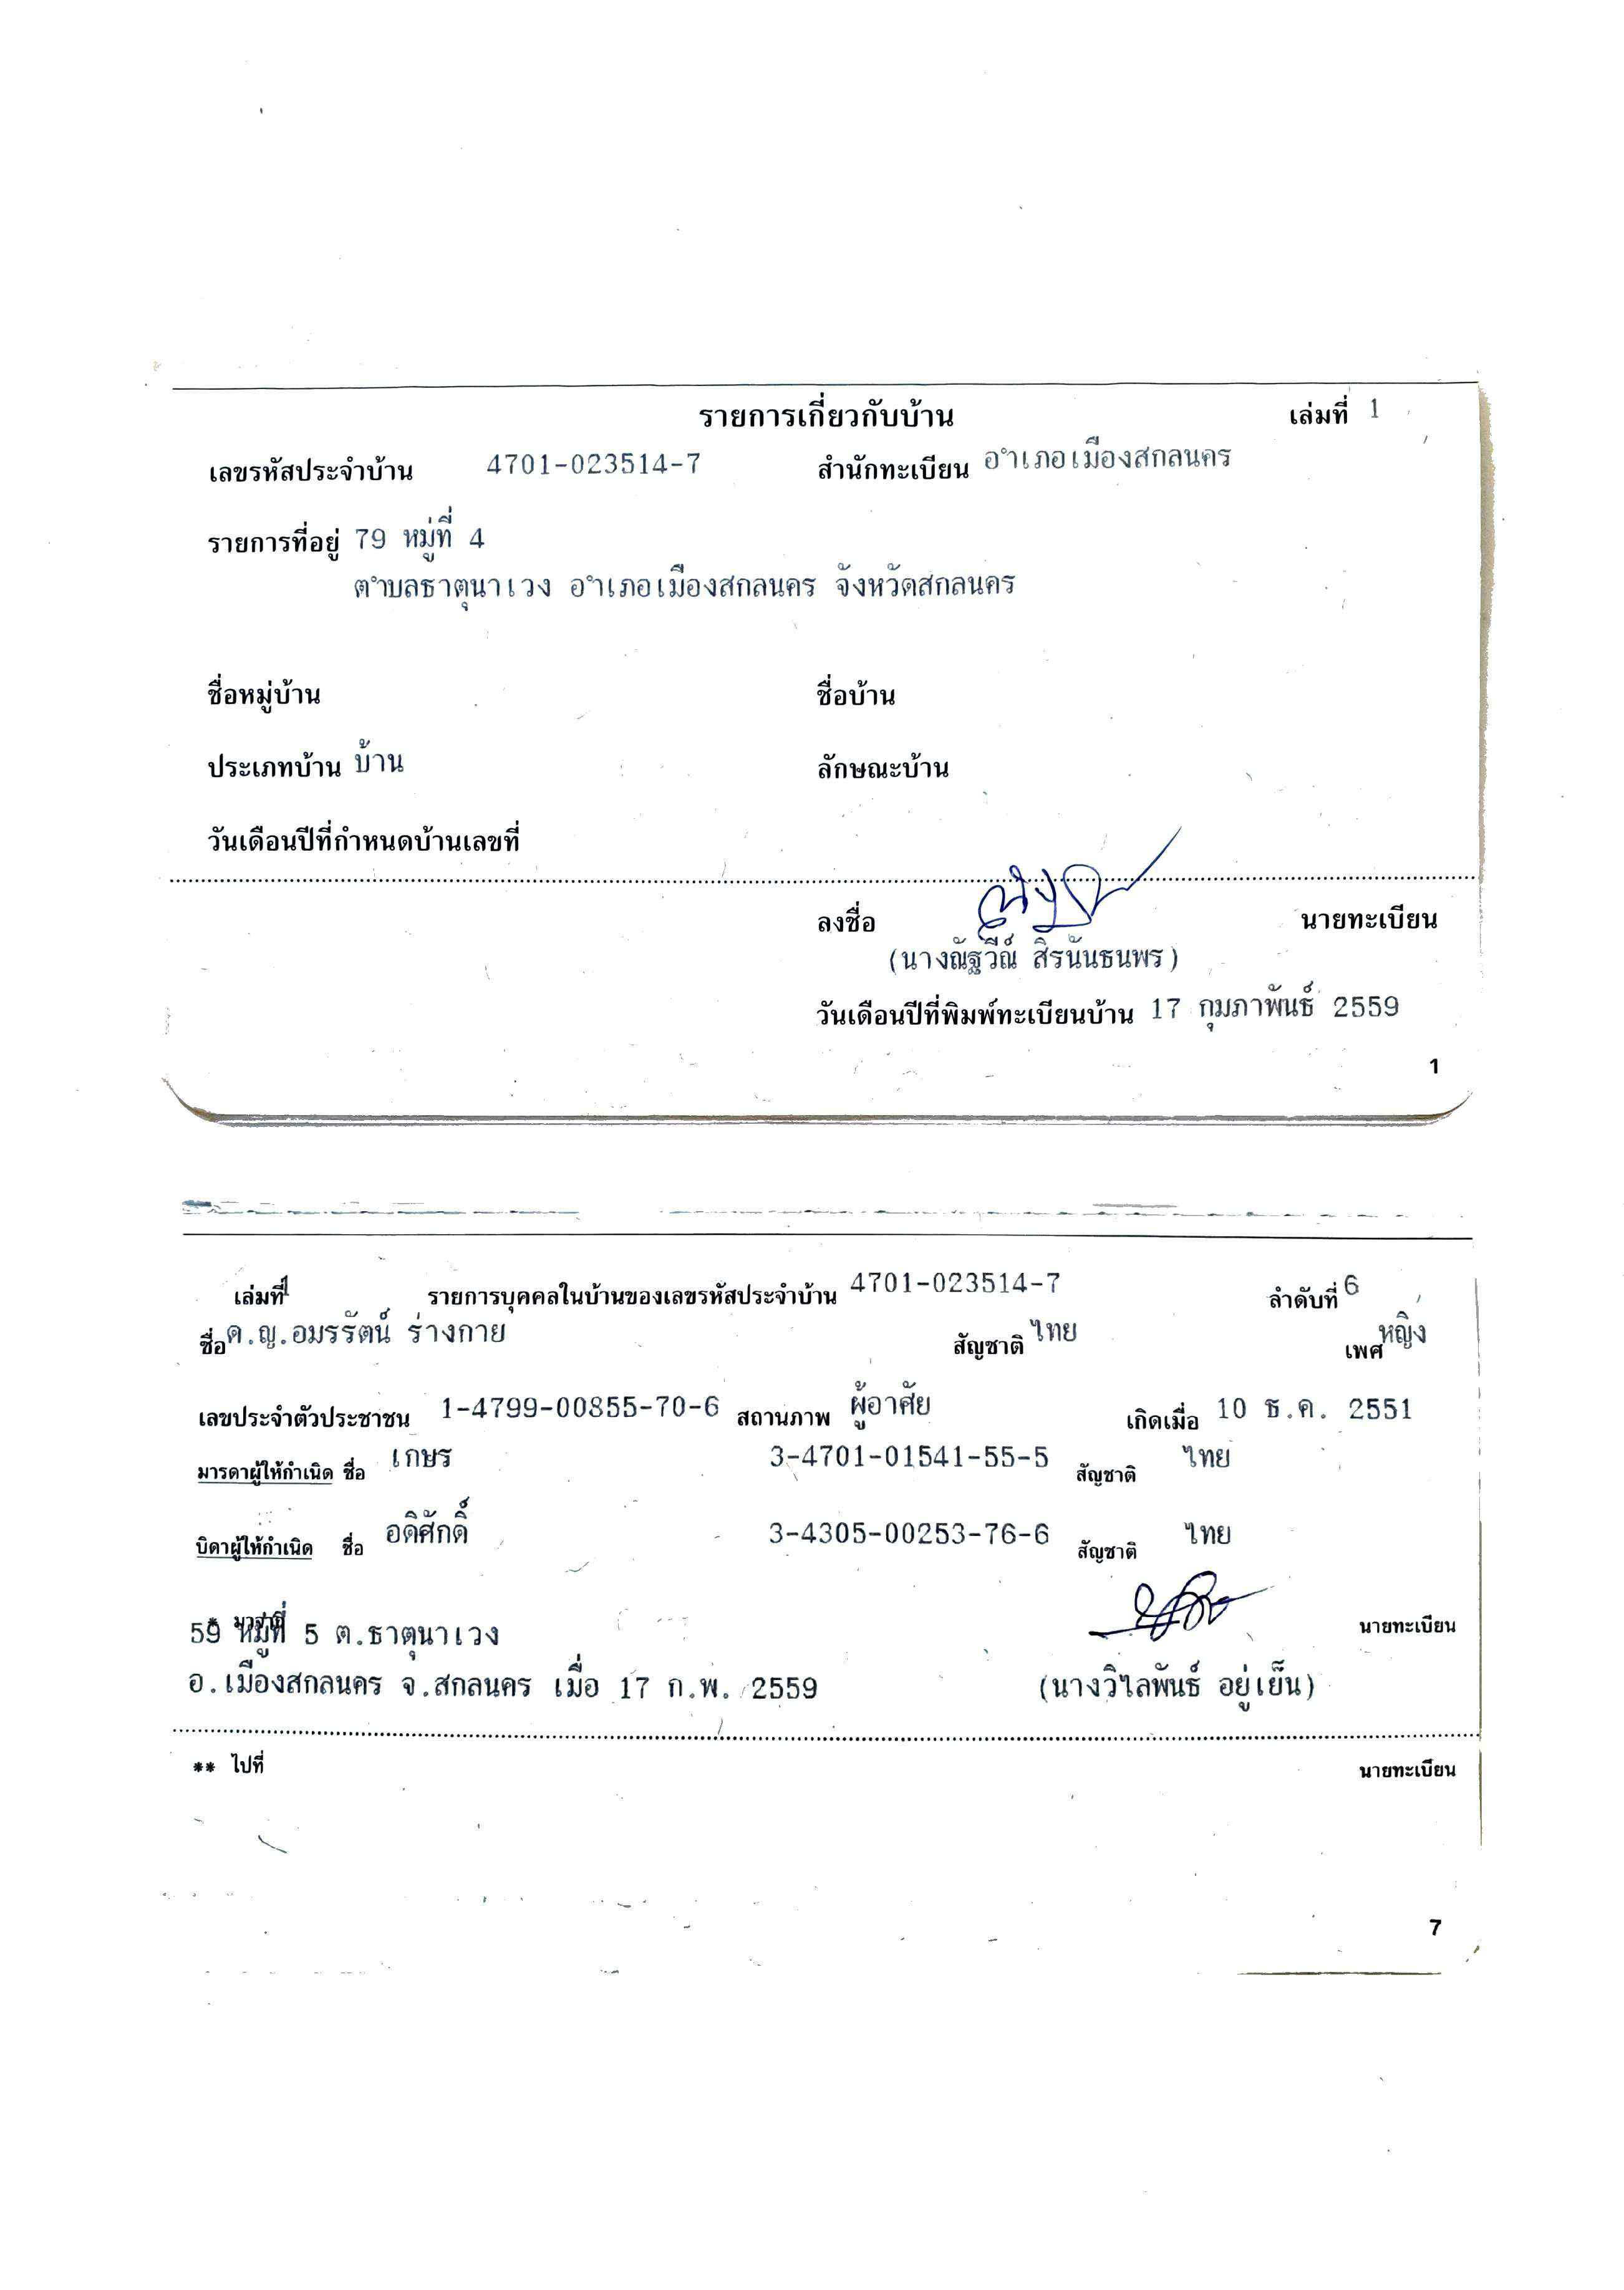 รายการเกี่ยวกับบ้าน เล่มที่ 1
เลขรหัสประจำบ้าน 4701-023514-7 สำนักทะเบียน อำเภอเมืองสกลนคร
รายการที่อยู่ 79 หมู่ที่ 4
ตำบลธาตุนาเวง อำเภอเมืองสกลนคร จังหวัดสกลนคร
ชื่อหมู่บ้าน ชื่อบ้าน
ประเภทบ้าน บ้าน ลักษณะบ้าน
วันเดือนปีที่กำหนดบ้านเลขที่
ลงชื่อ นายทะเบียน
(นางณัฐวีณ์ สิรนันธนพร)
วันเดือนปีที่พิมพ์ทะเบียนบ้าน 17 กุมภาพันธ์ 2559
1
เล่มที่ 1 รายการบุคคลในบ้านของเลขรหัสประจำบ้าน 4701-023514-7 ลำดับที่ 6
ชื่อ ด.ญ.อมรรัตน์ ร่างกาย สัญชาติ ไทย เพศ หญิง
เลขประจำตัวประชาชน 1-4799-00855-70-6 สถานภาพ ผู้อาศัย เกิดเมื่อ 10 ธ.ค. 2551
มารดาผู้ให้กำเนิด ชื่อ เกษร 3-4701-01541-55-5 สัญชาติ ไทย
บิดาผู้ให้กำเนิด ชื่อ อดิศักดิ์ 3-4305-00253-76-6 สัญชาติ ไทย
* มาจาก นายทะเบียน
59 หมู่ที่ 5 ต.ธาตุนาเวง
อ.เมืองสกลนคร จ.สกลนคร เมื่อ 17 ก.พ. 2559 (นางวิไลพันธ์ อยู่เย็น)
** ไปที่ นายทะเบียน
7